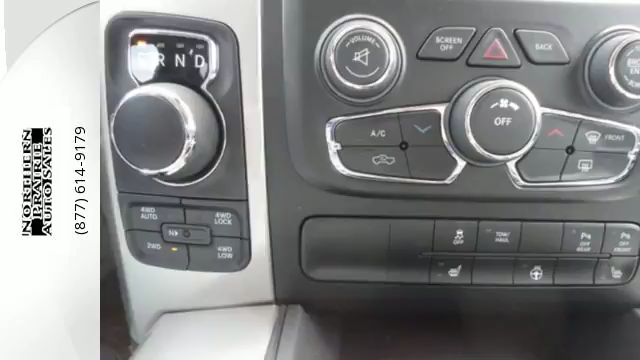 NORTHERN
PRAIRIE
AUTO SALES
(877) 614-9179
P R N D
4WD
AUTO
4WD
LOCK
N
2WD
4WD
LOW
VOLUME
SCREEN
OFF
BACK
OFF
A/C
FRONT
OFF
TOW/
HAUL
P
OFF
REAR
P
OFF
FRONT